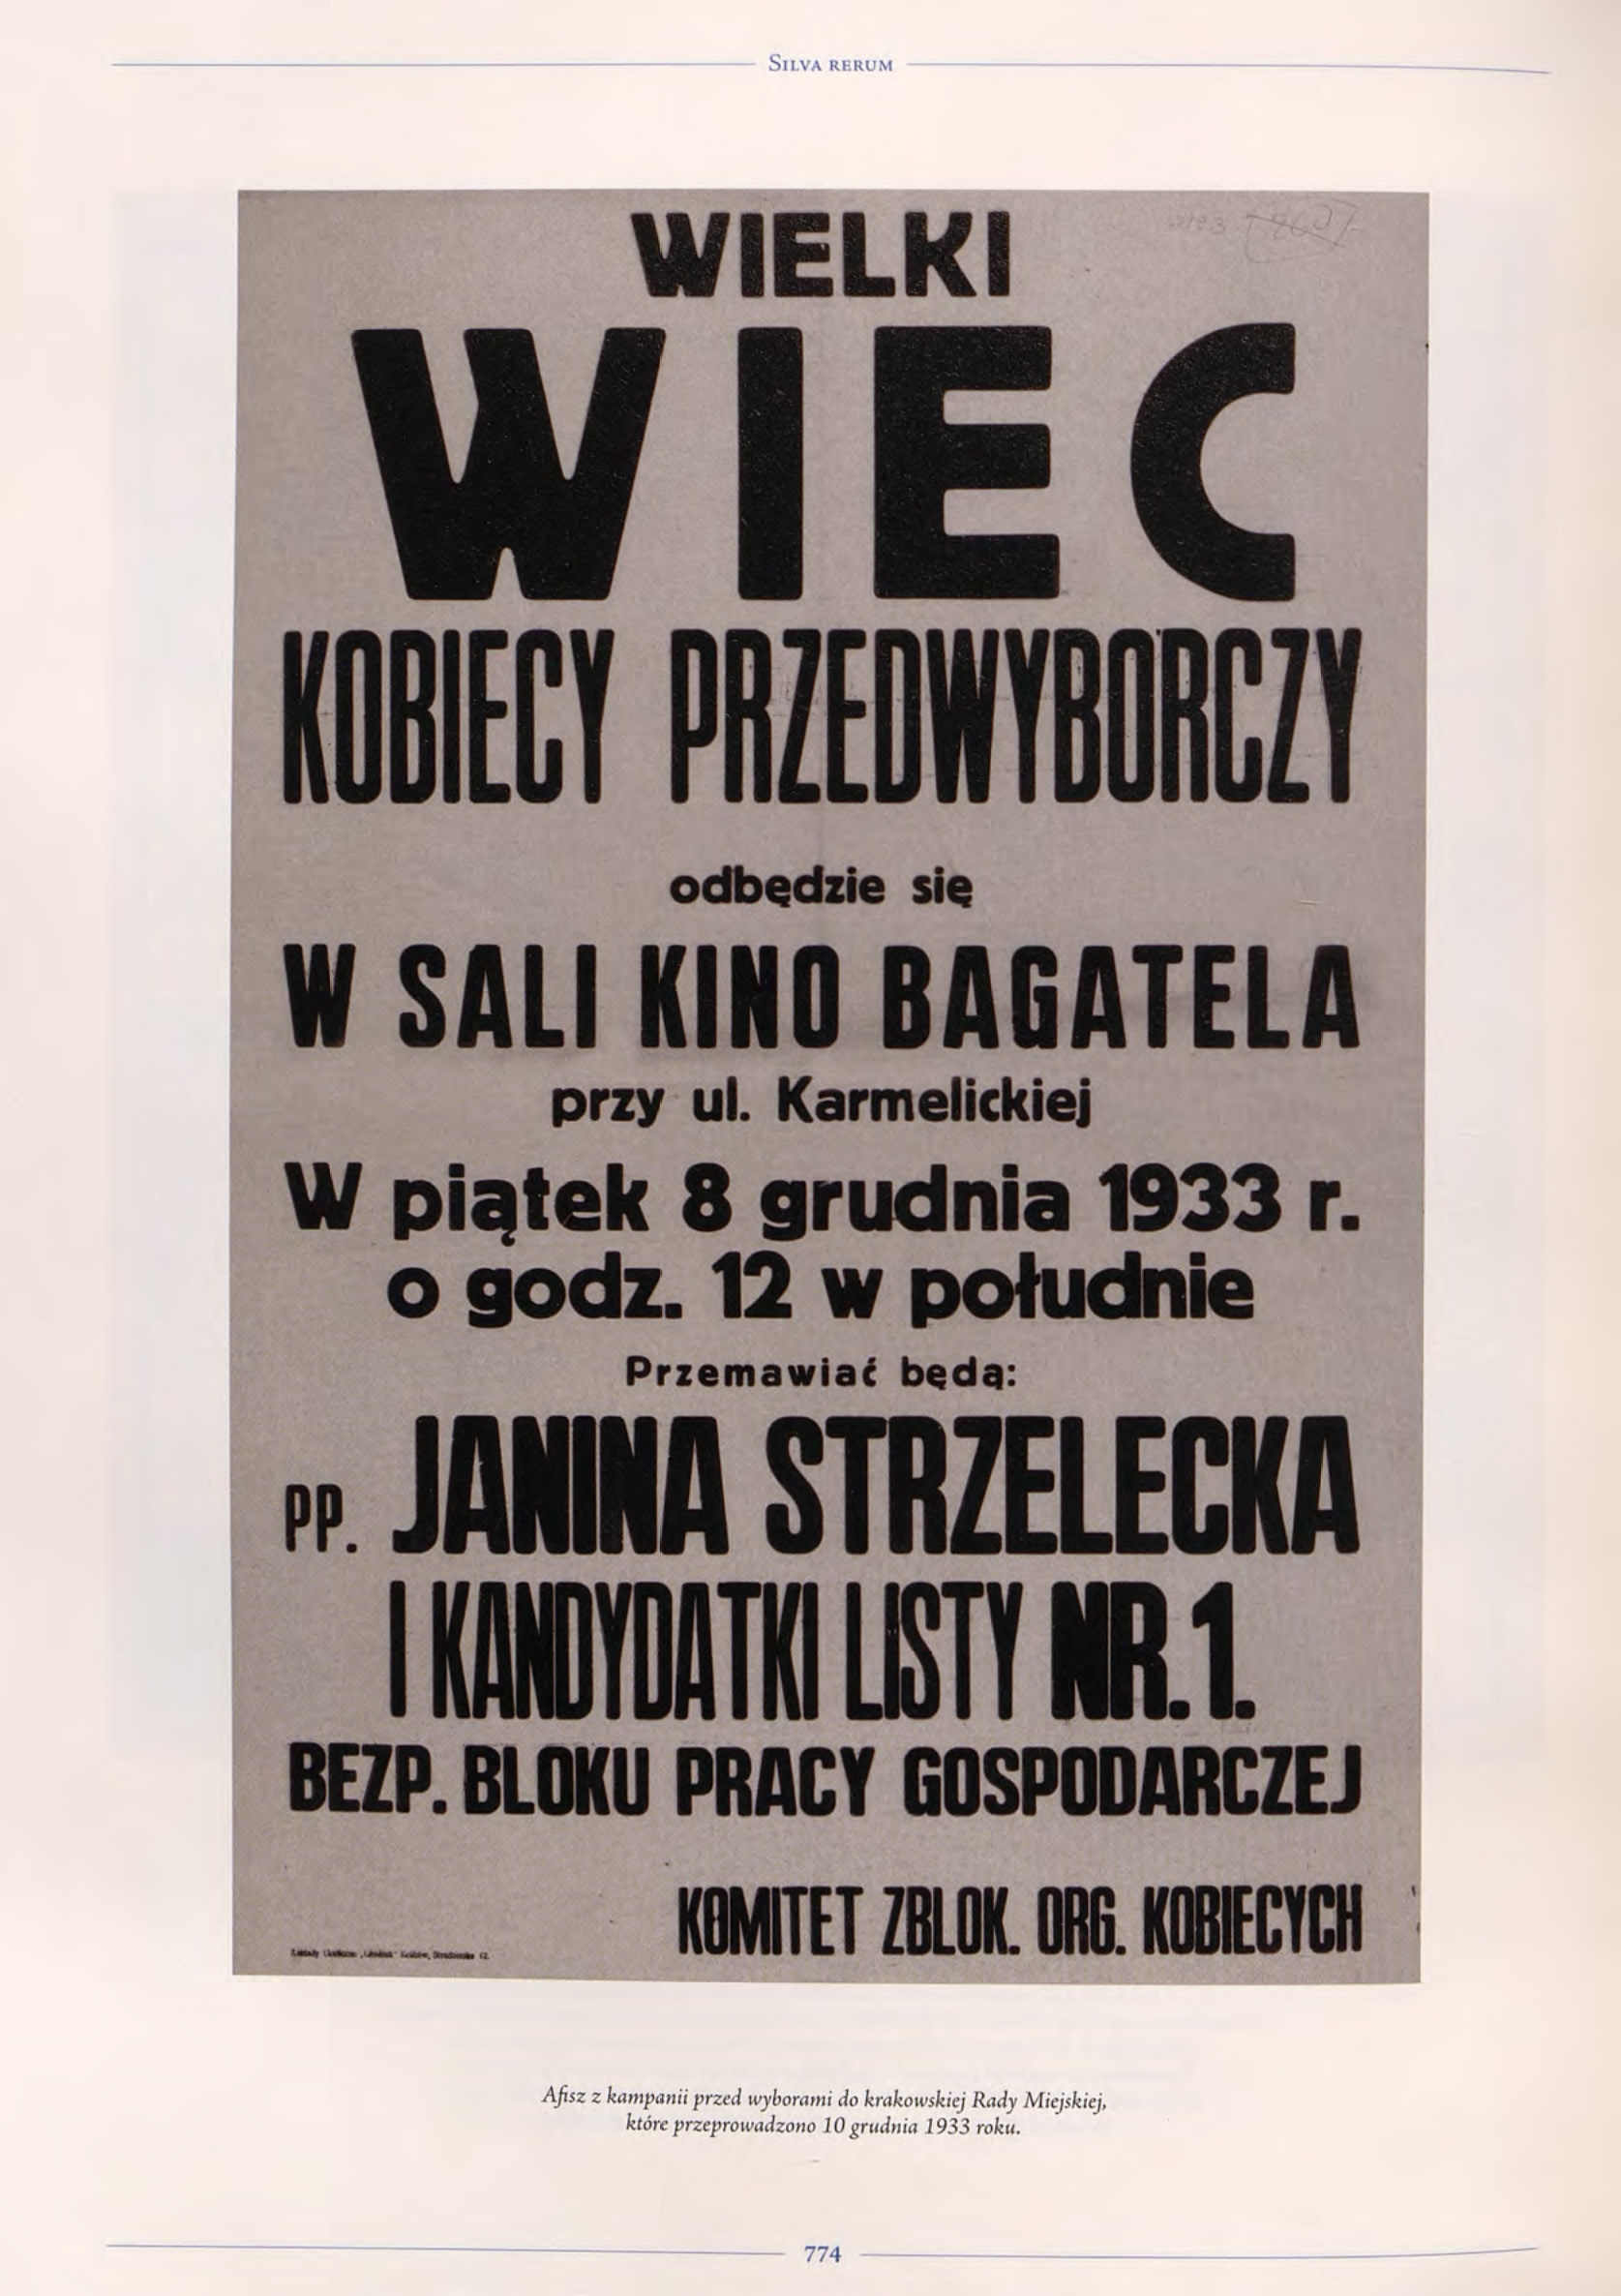 Silva rerum
WIELKI
WIEC
KOBIECY PRZEDWYBORCZY
odbędzie się
W SALI KINO BAGATELA
przy ul. Karmelickiej
W piątek 8 grudnia 1933 r.
o godz. 12 w południe
Przemawiać będą:
PP. JANINA STRZELECKA
I KANDYDATKI LISTY NR. 1.
BEZP. BLOKU PRACY GOSPODARCZEJ
KOMITET ZBLOK. ORG. KOBIECYCH
Afisz z kampanii przed wyborami do krakowskiej Rady Miejskiej,
które przeprowadzono 10 grudnia 1933 roku.
774